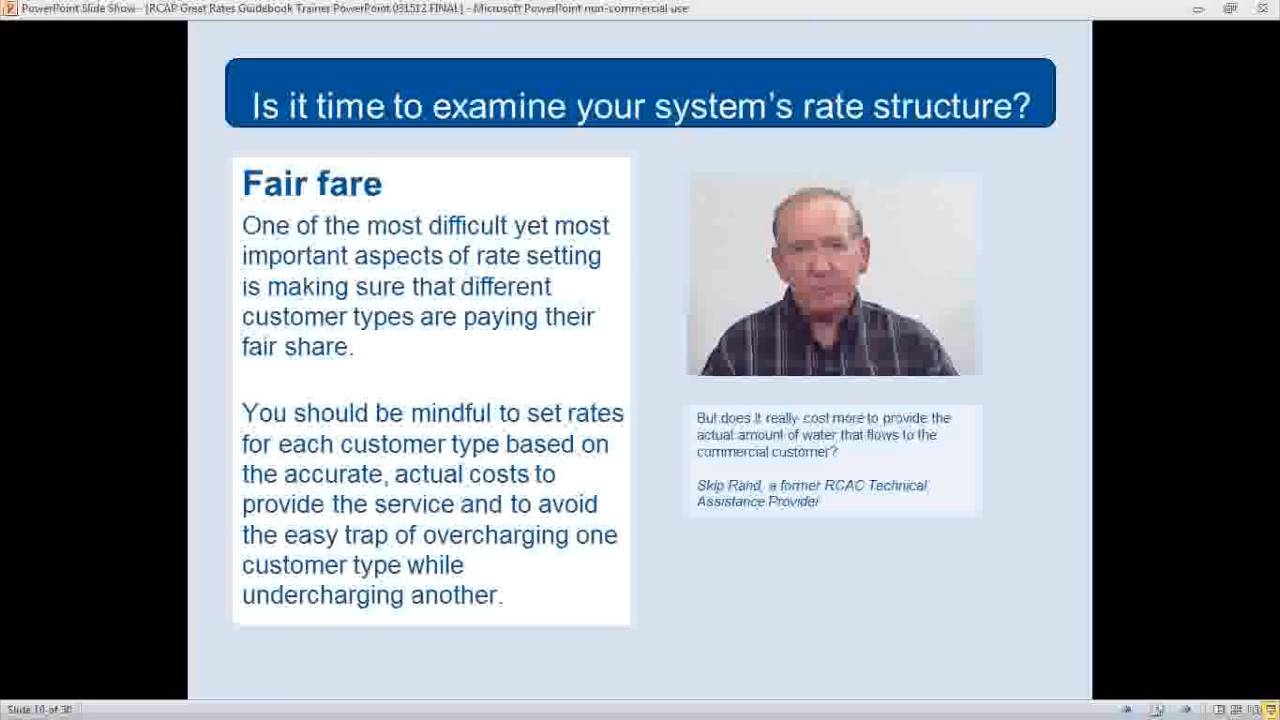 PowerPoint Slide Show - [RCAP Great Rates Guidebook Trainer PowerPoint 031512 FINAL] - Microsoft PowerPoint non-commercial use
Is it time to examine your system's rate structure?
Fair fare
One of the most difficult yet most
important aspects of rate setting
is making sure that different
customer types are paying their
fair share.
You should be mindful to set rates
for each customer type based on
the accurate, actual costs to
provide the service and to avoid
the easy trap of overcharging one
customer type while
undercharging another.
But does it really cost more to provide the
actual amount of water that flows to the
commercial customer?
Skip Rand, a former RCAC Technical
Assistance Provider
Slide 10 of 30